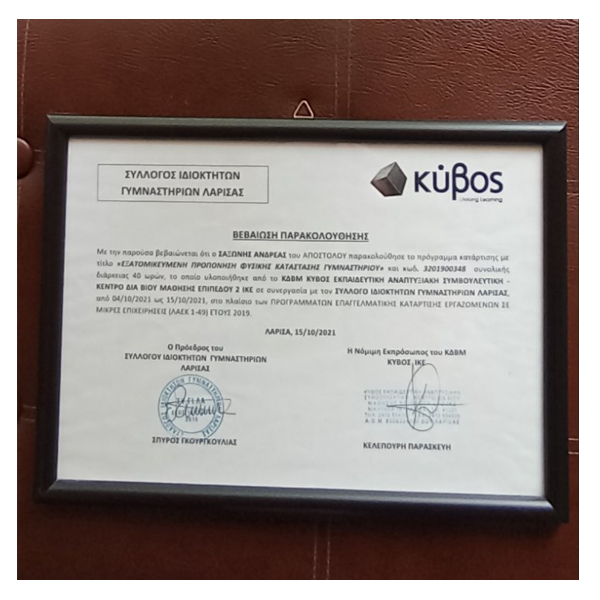 ΣΥΛΛΟΓΟΣ ΙΔΙΟΚΤΗΤΩΝ
ΓΥΜΝΑΣΤΗΡΙΩΝ ΛΑΡΙΣΑΣ
κύβος
Lifelong Learning
ΒΕΒΑΙΩΣΗ ΠΑΡΑΚΟΛΟΥΘΗΣΗΣ
Με την παρούσα βεβαιώνεται ότι ο ΣΑΞΩΝΗΣ ΑΝΔΡΕΑΣ του ΑΠΟΣΤΟΛΟΥ παρακολούθησε το πρόγραμμα κατάρτισης με
τίτλο «ΕΞΑΤΟΜΙΚΕΥΜΕΝΗ ΠΡΟΠΟΝΗΣΗ ΦΥΣΙΚΗΣ ΚΑΤΑΣΤΑΣΗΣ ΓΥΜΝΑΣΤΗΡΙΟΥ» και κωδ. 3201900348 συνολικής
διάρκειας 40 ωρών, το οποίο υλοποιήθηκε από το ΚΔΒΜ ΚΥΒΟΣ ΕΚΠΑΙΔΕΥΤΙΚΗ ΑΝΑΠΤΥΞΙΑΚΗ ΣΥΜΒΟΥΛΕΥΤΙΚΗ -
ΚΕΝΤΡΟ ΔΙΑ ΒΙΟΥ ΜΑΘΗΣΗΣ ΕΠΙΠΕΔΟΥ 2 ΙΚΕ σε συνεργασία με τον ΣΥΛΛΟΓΟ ΙΔΙΟΚΤΗΤΩΝ ΓΥΜΝΑΣΤΗΡΙΩΝ ΛΑΡΙΣΑΣ,
από 04/10/2021 ως 15/10/2021, στο πλαίσιο των ΠΡΟΓΡΑΜΜΑΤΩΝ ΕΠΑΓΓΕΛΜΑΤΙΚΗΣ ΚΑΤΑΡΤΙΣΗΣ ΕΡΓΑΖΟΜΕΝΩΝ ΣΕ
ΜΙΚΡΕΣ ΕΠΙΧΕΙΡΗΣΕΙΣ (ΛΑΕΚ 1-49) ΕΤΟΥΣ 2019.
ΛΑΡΙΣΑ, 15/10/2021
Ο Πρόεδρος του
ΣΥΛΛΟΓΟΥ ΙΔΙΟΚΤΗΤΩΝ ΓΥΜΝΑΣΤΗΡΙΩΝ
ΛΑΡΙΣΑΣ
Η Νόμιμη Εκπρόσωπος του ΚΔΒΜ
ΚΥΒΟΣ ΙΚΕ
ΣΠΥΡΟΣ ΓΚΟΥΡΓΚΟΥΛΙΑΣ
ΚΕΛΕΠΟΥΡΗ ΠΑΡΑΣΚΕΥΗ